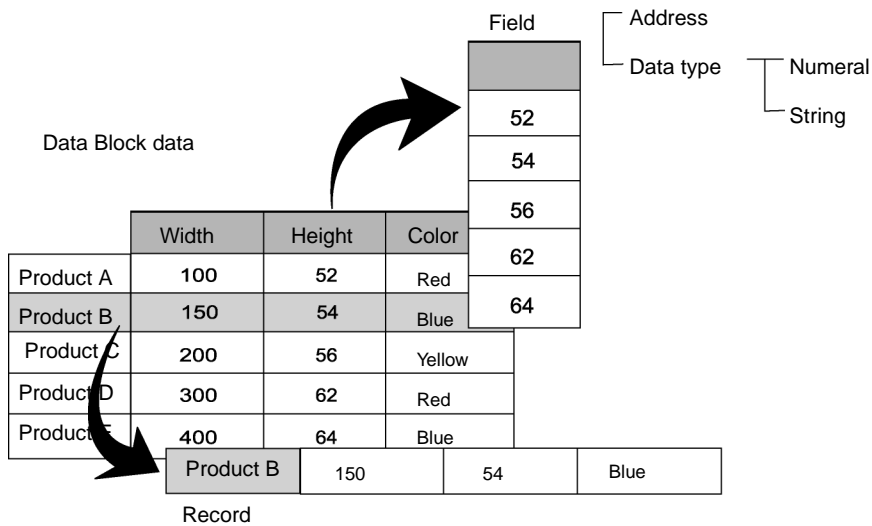 Field
Address
Data type
Numeral
String
52
54
56
62
64
Data Block data
Width Height Color
Product A 100 52 Red
Product B 150 54 Blue
Product C 200 56 Yellow
Product D 300 62 Red
Product E 400 64 Blue
Product B 150 54 Blue
Record